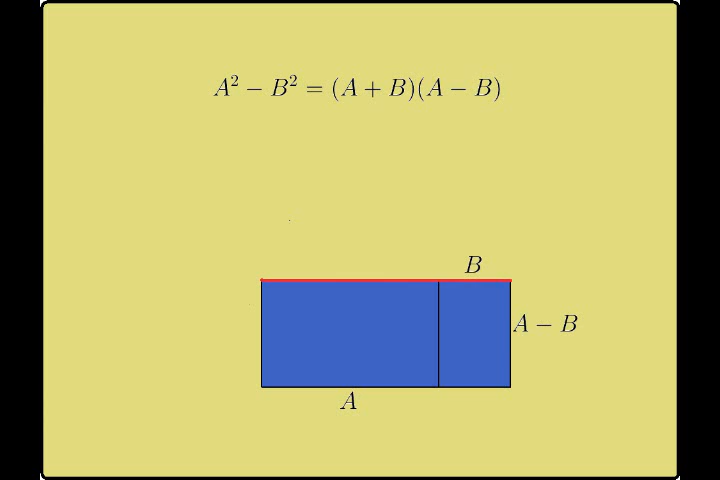 A² − B² = (A + B)(A − B)
B
A − B
A